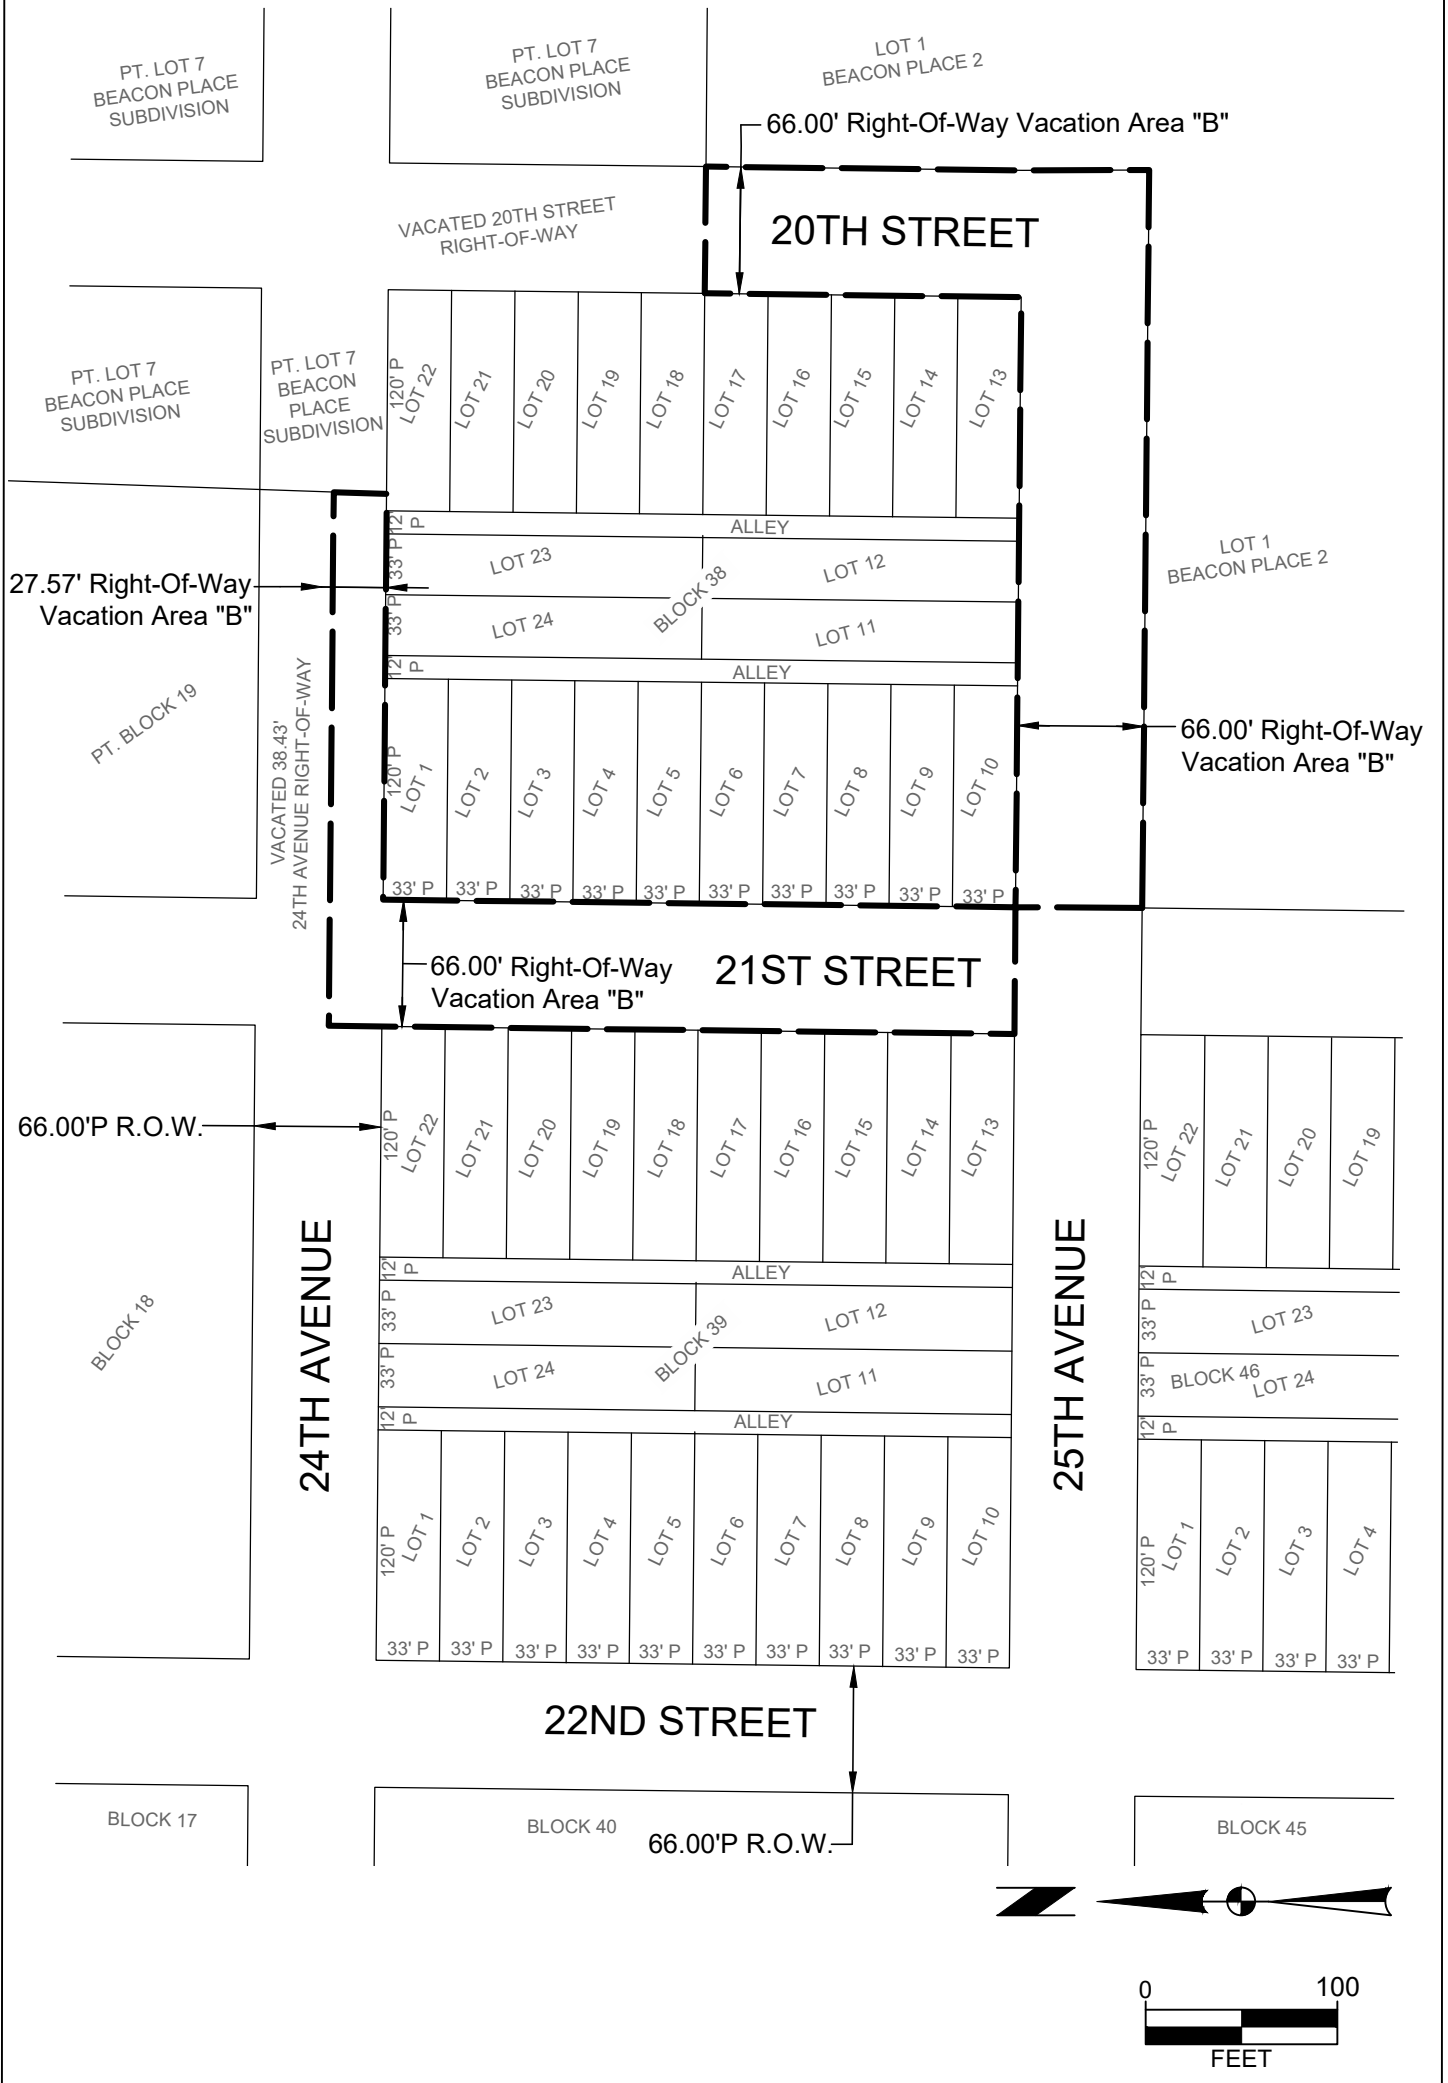 PT. LOT 7
BEACON PLACE
SUBDIVISION
PT. LOT 7
BEACON PLACE
SUBDIVISION
LOT 1
BEACON PLACE 2
66.00' Right-Of-Way Vacation Area "B"
VACATED 20TH STREET
RIGHT-OF-WAY
20TH STREET
PT. LOT 7
BEACON PLACE
SUBDIVISION
PT. LOT 7
BEACON
PLACE
SUBDIVISION
120' P
LOT 22
LOT 21
LOT 20
LOT 19
LOT 18
LOT 17
LOT 16
LOT 15
LOT 14
LOT 13
12'
P
ALLEY
33' P
LOT 23
LOT 12
BLOCK 38
33' P
LOT 24
LOT 11
12'
P
ALLEY
LOT 1
BEACON PLACE 2
27.57' Right-Of-Way
Vacation Area "B"
PT. BLOCK 19
VACATED 38.43'
24TH AVENUE RIGHT-OF-WAY
66.00' Right-Of-Way
Vacation Area "B"
120' P
LOT 1
LOT 2
LOT 3
LOT 4
LOT 5
LOT 6
LOT 7
LOT 8
LOT 9
LOT 10
33' P
33' P
33' P
33' P
33' P
33' P
33' P
33' P
33' P
33' P
66.00' Right-Of-Way
Vacation Area "B"
21ST STREET
66.00'P R.O.W.
120' P
LOT 22
LOT 21
LOT 20
LOT 19
LOT 18
LOT 17
LOT 16
LOT 15
LOT 14
LOT 13
120' P
LOT 22
LOT 21
LOT 20
LOT 19
24TH AVENUE
25TH AVENUE
BLOCK 18
12'
P
ALLEY
33' P
LOT 23
LOT 12
BLOCK 39
33' P
LOT 24
LOT 11
12'
P
ALLEY
12'
P
33' P
LOT 23
33' P
BLOCK 46
LOT 24
12'
P
120' P
LOT 1
LOT 2
LOT 3
LOT 4
LOT 5
LOT 6
LOT 7
LOT 8
LOT 9
LOT 10
120' P
LOT 1
LOT 2
LOT 3
LOT 4
33' P
33' P
33' P
33' P
33' P
33' P
33' P
33' P
33' P
33' P
33' P
33' P
33' P
33' P
22ND STREET
BLOCK 17
BLOCK 40
66.00'P R.O.W.
BLOCK 45
N
0
100
FEET